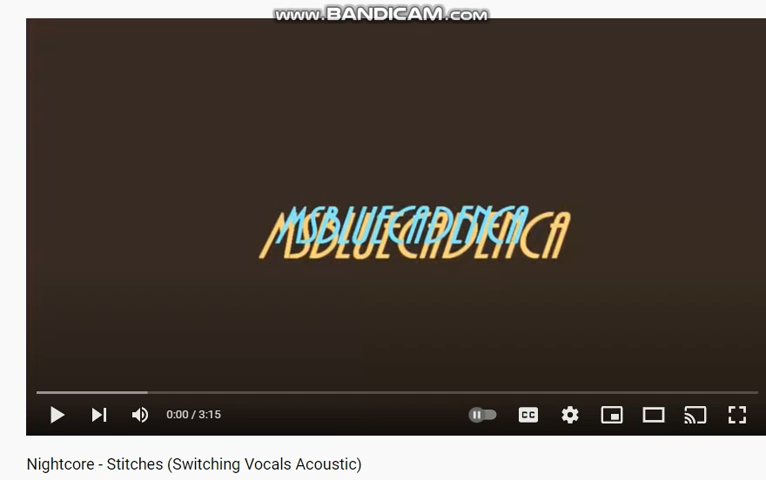 www.BANDICAM.com
MSBLUECADENCA
MSBLUECADENCA
0:00 / 3:15
CC
Nightcore - Stitches (Switching Vocals Acoustic)